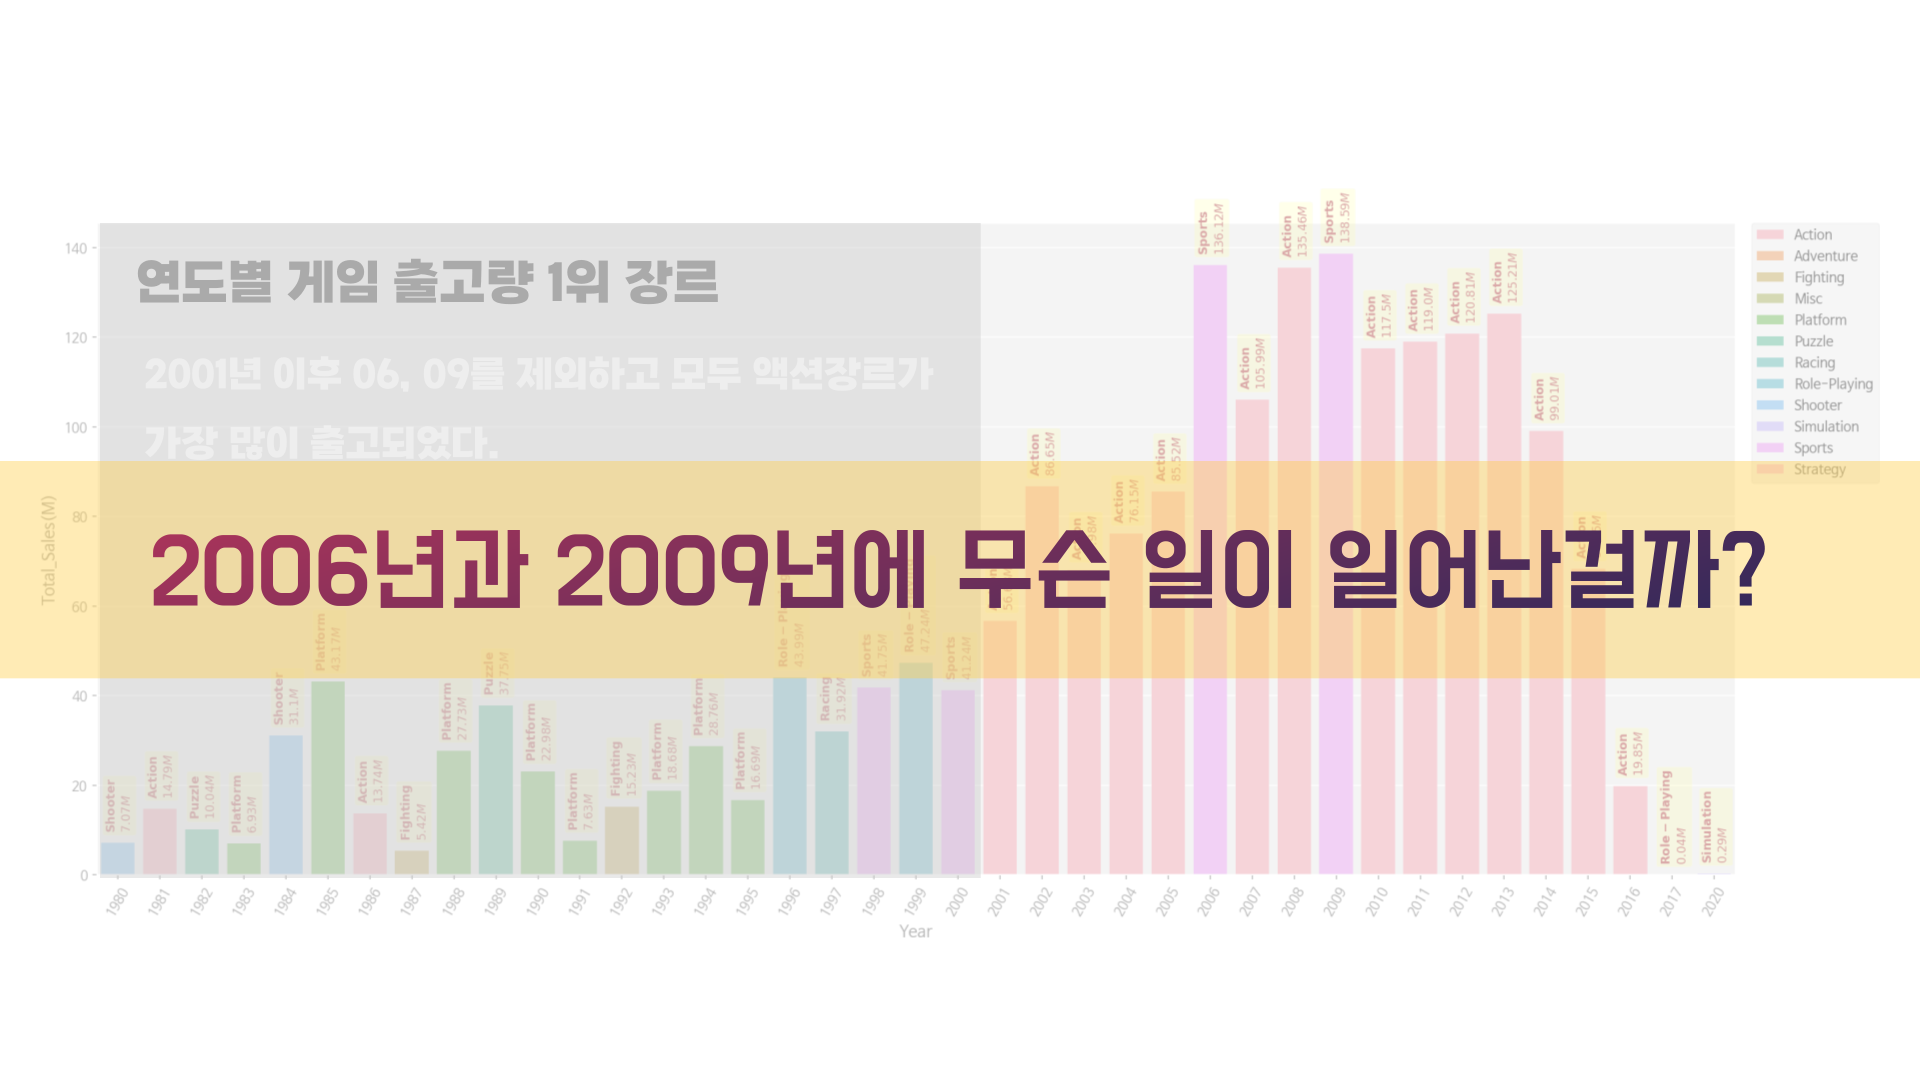 연도별 게임 출고량 1위 장르
2001년 이후 06, 09를 제외하고 모두 액션장르가
가장 많이 출고되었다.
2006년과 2009년에 무슨 일이 일어난걸까?
Total_Sales(M)
140
120
100
80
60
40
20
0
Shooter
7.07M
Action
14.79M
Puzzle
10.04M
Platform
6.93M
Shooter
31.1M
Platform
43.17M
Action
13.74M
Fighting
5.42M
Platform
27.73M
Puzzle
37.75M
Platform
22.98M
Platform
7.63M
Fighting
15.23M
Platform
18.68M
Platform
28.76M
Platform
16.69M
Role - 
43.99M
Racing
31.92M
Sports
41.75M
Role - 
47.24M
Sports
41.24M
Action
86.65M
Action
76.15M
Action
85.52M
Sports
136.12M
Action
105.99M
Action
135.46M
Sports
138.59M
Action
117.5M
Action
119.0M
Action
120.81M
Action
125.21M
Action
99.01M
Action
19.85M
Role - Playing
0.04M
Simulation
0.29M
1980
1981
1982
1983
1984
1985
1986
1987
1988
1989
1990
1991
1992
1993
1994
1995
1996
1997
1998
1999
2000
2001
2002
2003
2004
2005
2006
2007
2008
2009
2010
2011
2012
2013
2014
2015
2016
2017
2020
Year
Action
Adventure
Fighting
Misc
Platform
Puzzle
Racing
Role-Playing
Shooter
Simulation
Sports
Strategy